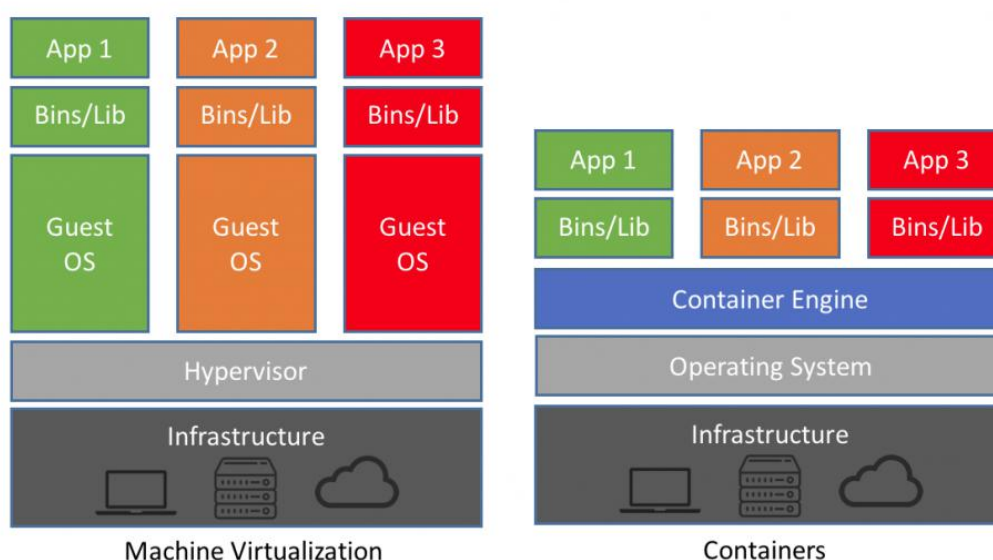 App 1
App 2
App 3
Bins/Lib
Bins/Lib
Bins/Lib
Guest
OS
Guest
OS
Guest
OS
Hypervisor
Infrastructure
Machine Virtualization
App 1
App 2
App 3
Bins/Lib
Bins/Lib
Bins/Lib
Container Engine
Operating System
Infrastructure
Containers